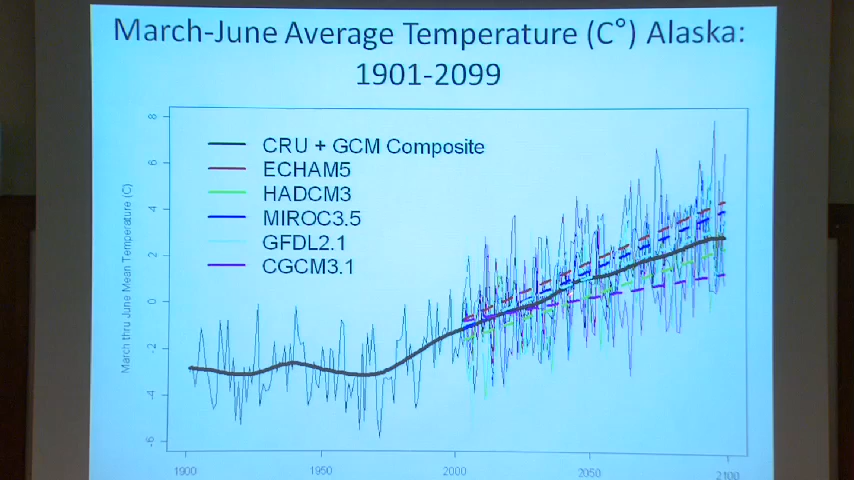 March-June Average Temperature (C°) Alaska:
1901-2099
CRU + GCM Composite
ECHAM5
HADCM3
MIROC3.5
GFDL2.1
CGCM3.1
March thru June Mean Temperature (C)
8
6
4
2
0
-2
-4
-6
1900
1950
2000
2050
2100